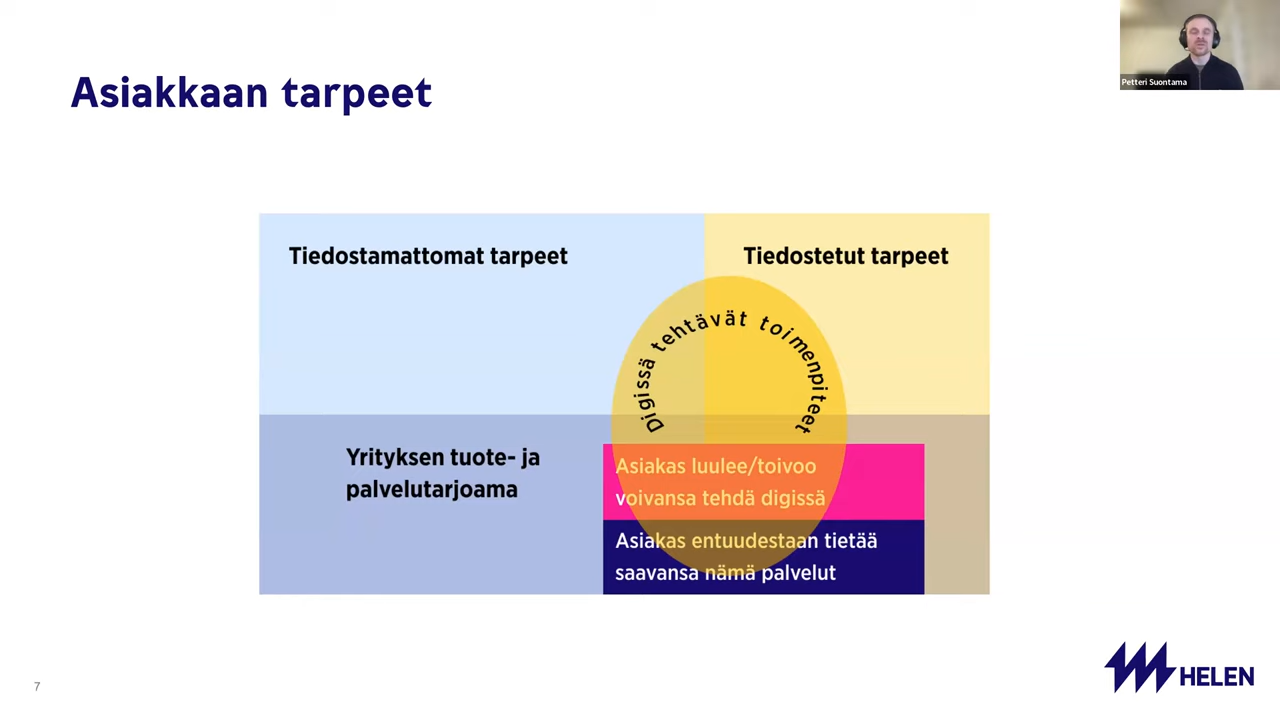 Petteri Suontama
Asiakkaan tarpeet
Tiedostamattomat tarpeet
Tiedostetut tarpeet
Digissä tehtävät toimenpiteet
Yrityksen tuote- ja
palvelutarjoama
Asiakas luulee/toivoo
voivansa tehdä digissä
Asiakas entuudestaan tietää
saavansa nämä palvelut
7
HELEN